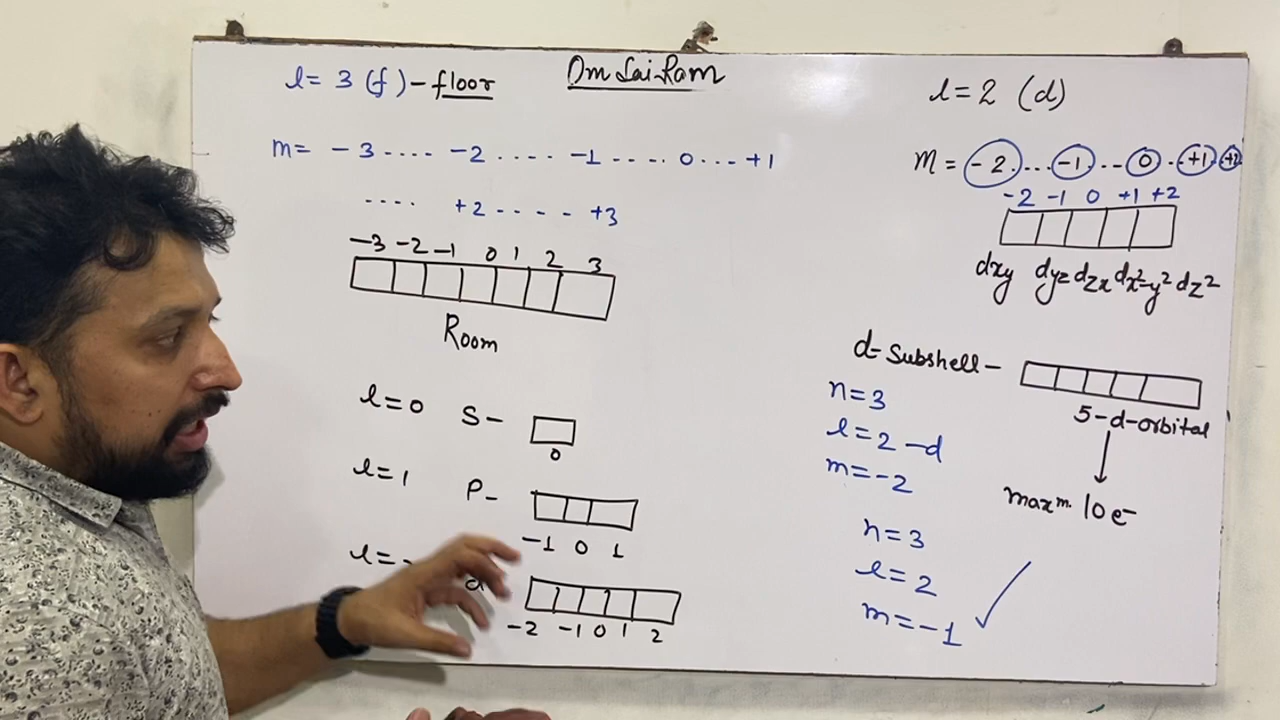 Om Sai Ram
l = 3 (f) - floor
m = -3 .... -2 ..... -1 ..... 0 ... +1
.... +2 - - - - +3
-3 -2 -1 0 1 2 3
Room
l=0 S-
0
l=1 P-
-1 0 1
l=
-2 -1 0 1 2
l=2 (d)
m = -2 .... -1 .. 0 . +1 +2
-2 -1 0 +1 +2
dxy dyz dzx dx²-y² dz²
d-Subshell-
5-d-orbital
maxᵐ. 10e⁻
n=3
l=2-d
m=-2
n=3
l=2
m=-1 ✓